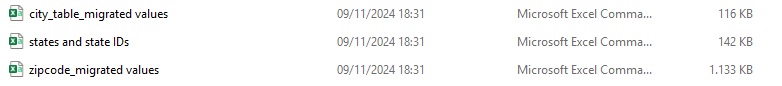 city_table_migrated values 09/11/2024 18:31 Microsoft Excel Comma... 116 KB
states and state IDs 09/11/2024 18:31 Microsoft Excel Comma... 142 KB
zipcode_migrated values 09/11/2024 18:31 Microsoft Excel Comma... 1.133 KB